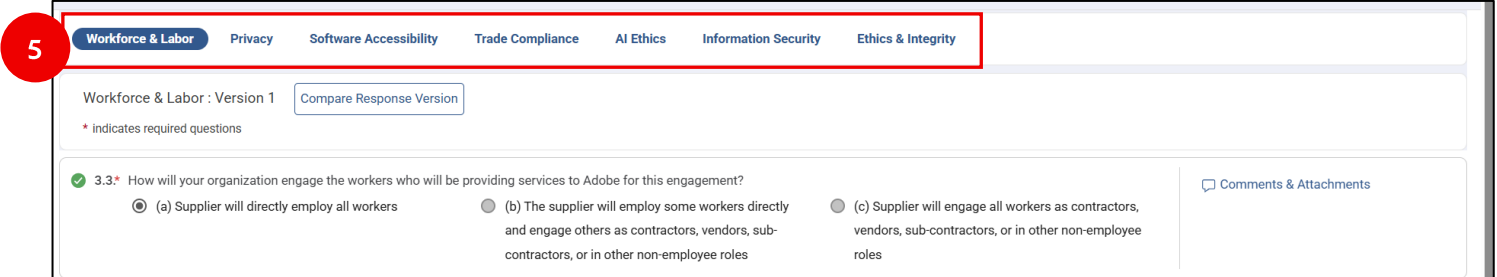 5
Workforce & Labor Privacy Software Accessibility Trade Compliance AI Ethics Information Security Ethics & Integrity
Workforce & Labor : Version 1 Compare Response Version
* indicates required questions
3.3.* How will your organization engage the workers who will be providing services to Adobe for this engagement?
Comments & Attachments
(a) Supplier will directly employ all workers
(b) The supplier will employ some workers directly
and engage others as contractors, vendors, sub-
contractors, or in other non-employee roles
(c) Supplier will engage all workers as contractors,
vendors, sub-contractors, or in other non-employee
roles